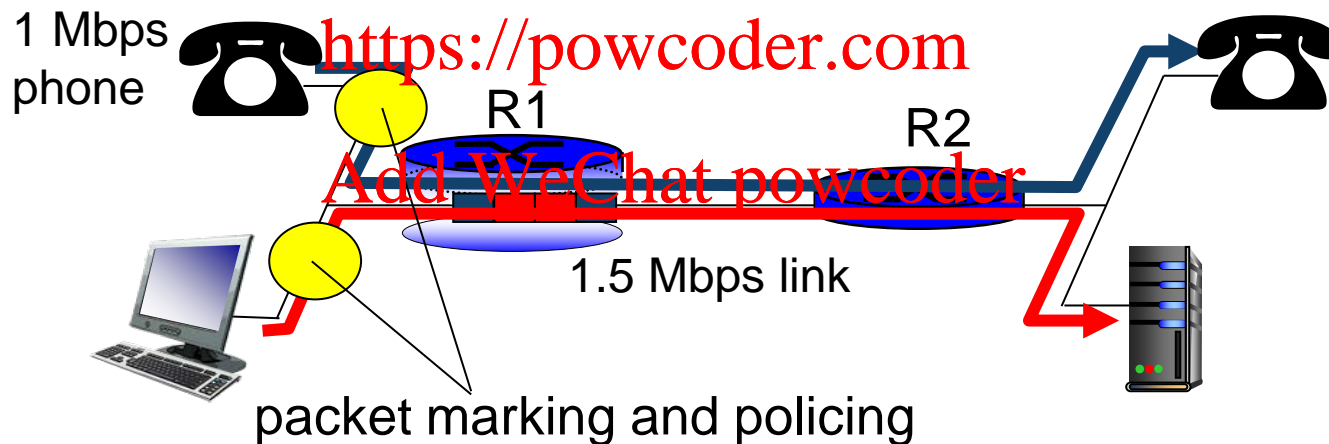 1 Mbps
phone
https://powcoder.com
R1
R2
Add WeChat powcoder
1.5 Mbps link
packet marking and policing